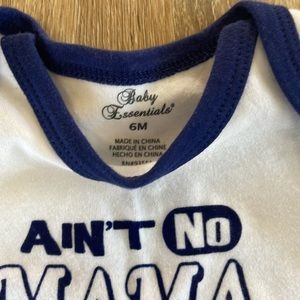 Baby
Essentials®
6M
MADE IN CHINA
FABRIQUÉ EN CHINE
HECHO EN CHINA
AIN'T NO
MAMA